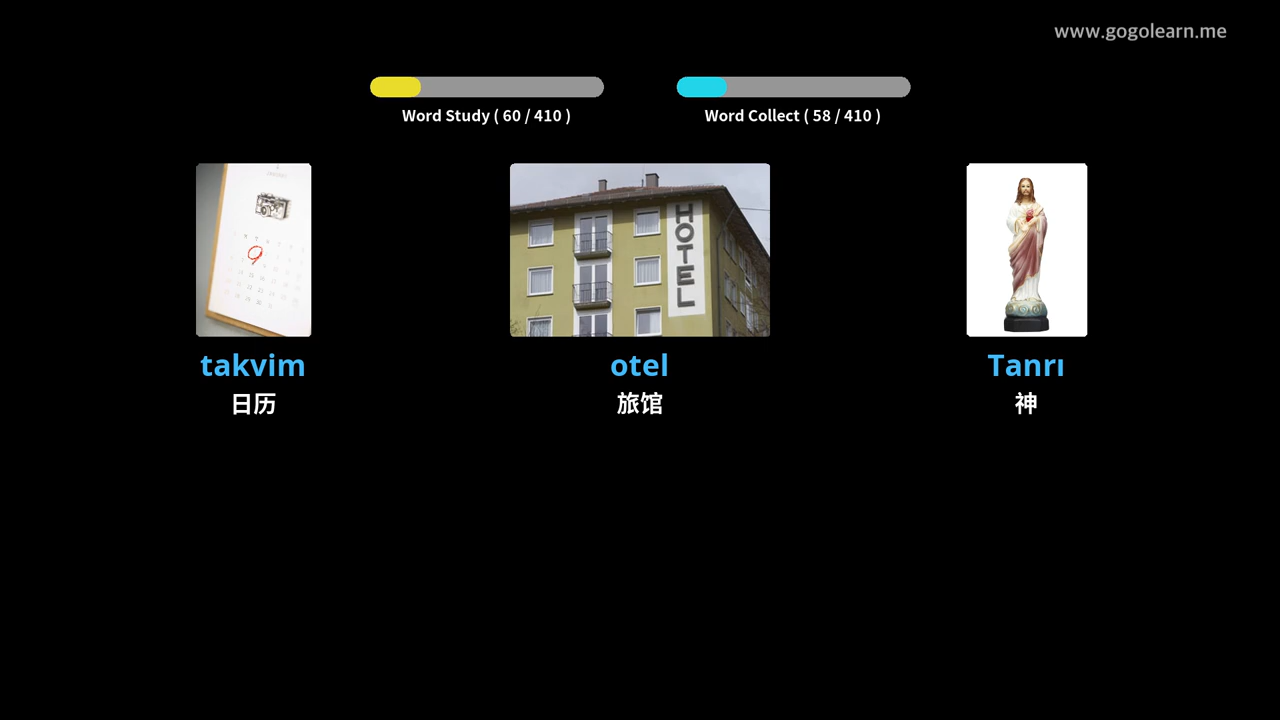 www.gogolearn.me
Word Study ( 60 / 410 )
Word Collect ( 58 / 410 )
HOTEL
takvim
otel
Tanrı
日历
旅馆
神